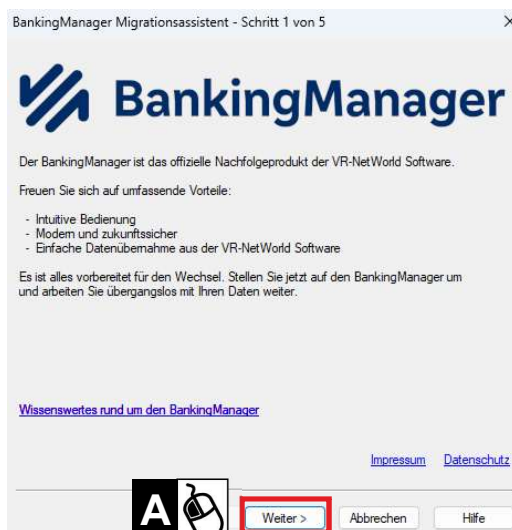 BankingManager Migrationsassistent - Schritt 1 von 5
BankingManager
Der BankingManager ist das offizielle Nachfolgeprodukt der VR-NetWorld Software.
Freuen Sie sich auf umfassende Vorteile:
- Intuitive Bedienung
- Modern und zukunftssicher
- Einfache Datenübernahme aus der VR-NetWorld Software
Es ist alles vorbereitet für den Wechsel. Stellen Sie jetzt auf den BankingManager um
und arbeiten Sie übergangslos mit Ihren Daten weiter.
Wissenswertes rund um den BankingManager
Impressum Datenschutz
A Weiter > Abbrechen Hilfe